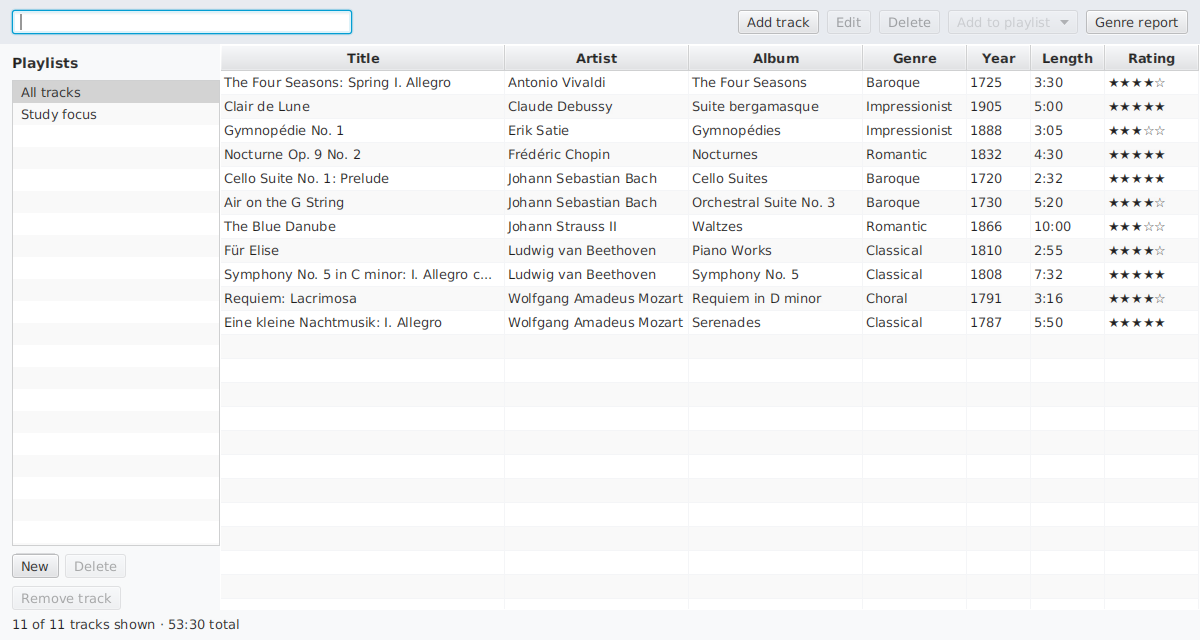 Add track Edit Delete Add to playlist Genre report
Playlists
All tracks
Study focus
Title Artist Album Genre Year Length Rating
The Four Seasons: Spring I. Allegro Antonio Vivaldi The Four Seasons Baroque 1725 3:30 ★★★★☆
Clair de Lune Claude Debussy Suite bergamasque Impressionist 1905 5:00 ★★★★★
Gymnopédie No. 1 Erik Satie Gymnopédies Impressionist 1888 3:05 ★★★☆☆
Nocturne Op. 9 No. 2 Frédéric Chopin Nocturnes Romantic 1832 4:30 ★★★★★
Cello Suite No. 1: Prelude Johann Sebastian Bach Cello Suites Baroque 1720 2:32 ★★★★★
Air on the G String Johann Sebastian Bach Orchestral Suite No. 3 Baroque 1730 5:20 ★★★★☆
The Blue Danube Johann Strauss II Waltzes Romantic 1866 10:00 ★★★☆☆
Für Elise Ludwig van Beethoven Piano Works Classical 1810 2:55 ★★★★☆
Symphony No. 5 in C minor: I. Allegro c... Ludwig van Beethoven Symphony No. 5 Classical 1808 7:32 ★★★★★
Requiem: Lacrimosa Wolfgang Amadeus Mozart Requiem in D minor Choral 1791 3:16 ★★★★☆
Eine kleine Nachtmusik: I. Allegro Wolfgang Amadeus Mozart Serenades Classical 1787 5:50 ★★★★★
New Delete
Remove track
11 of 11 tracks shown · 53:30 total